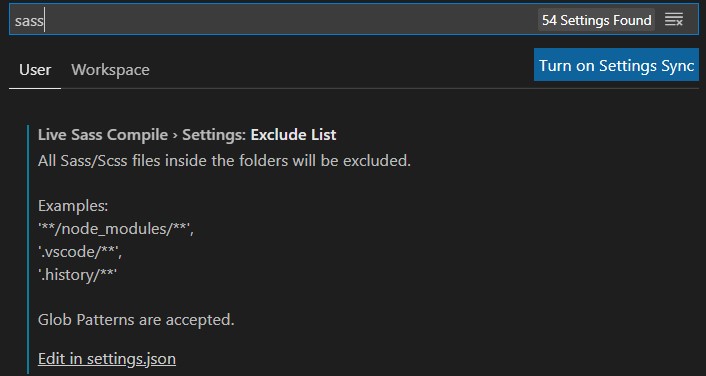 sass
54 Settings Found
User Workspace
Turn on Settings Sync
Live Sass Compile › Settings: Exclude List
All Sass/Scss files inside the folders will be excluded.
Examples:
'**/node_modules/**',
'.vscode/**',
'.history/**'
Glob Patterns are accepted.
Edit in settings.json